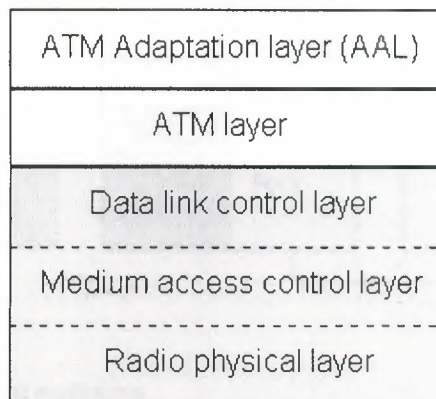 ATM Adaptation layer (AAL)
ATM layer
Data link control layer
Medium access control layer
Radio physical layer